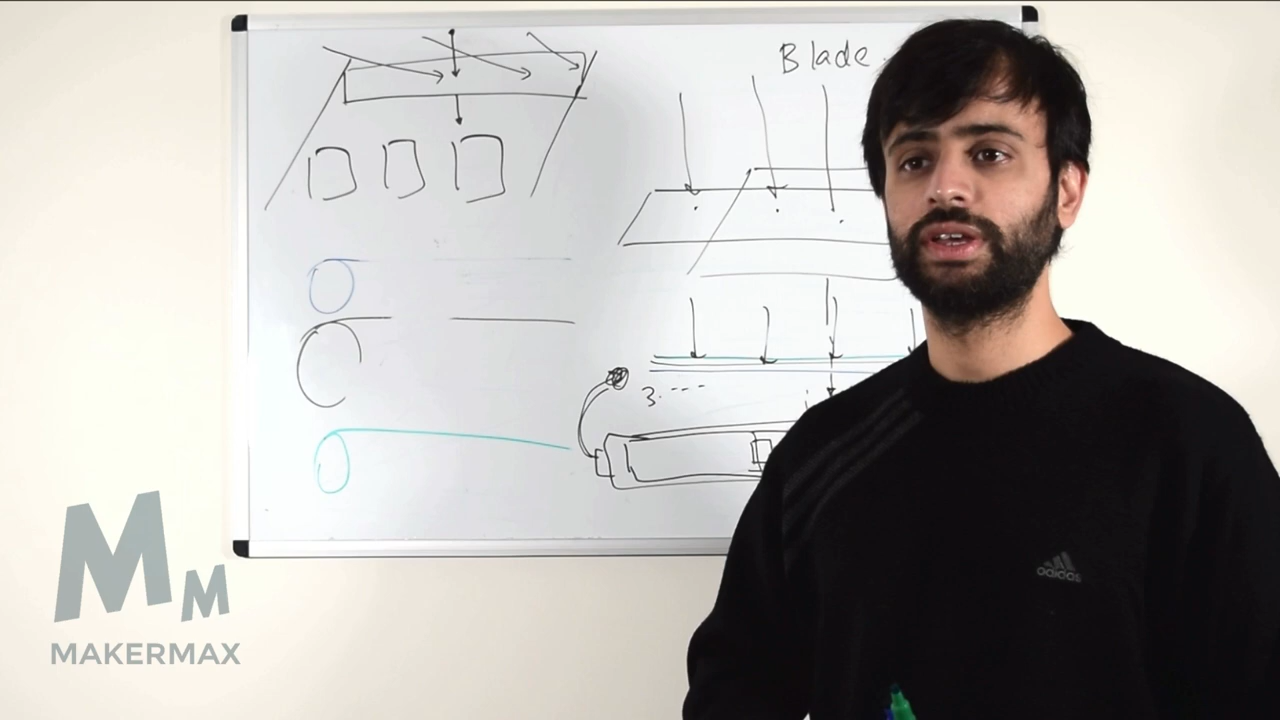 Blade.
3. ----
adidas
M M
MAKERMAX